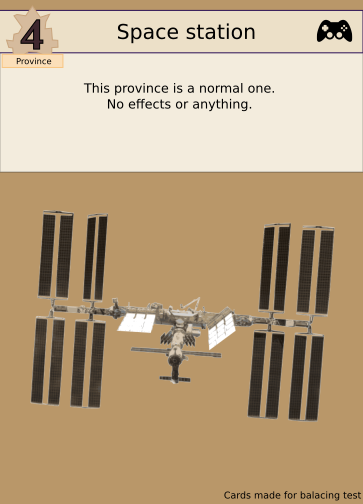 4
Space station
Province
This province is a normal one.
No effects or anything.
Cards made for balacing test